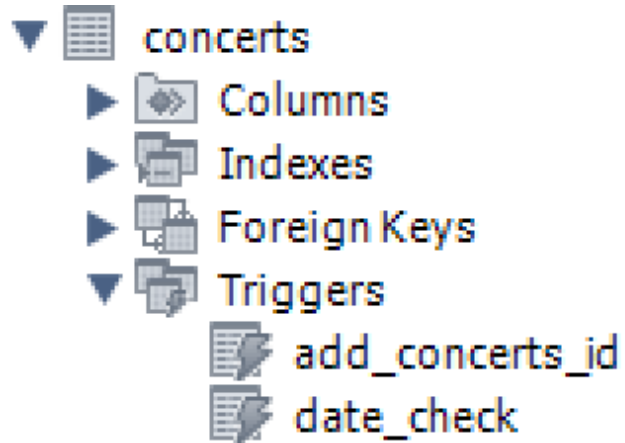 concerts
Columns
Indexes
Foreign Keys
Triggers
add_concerts_id
date_check